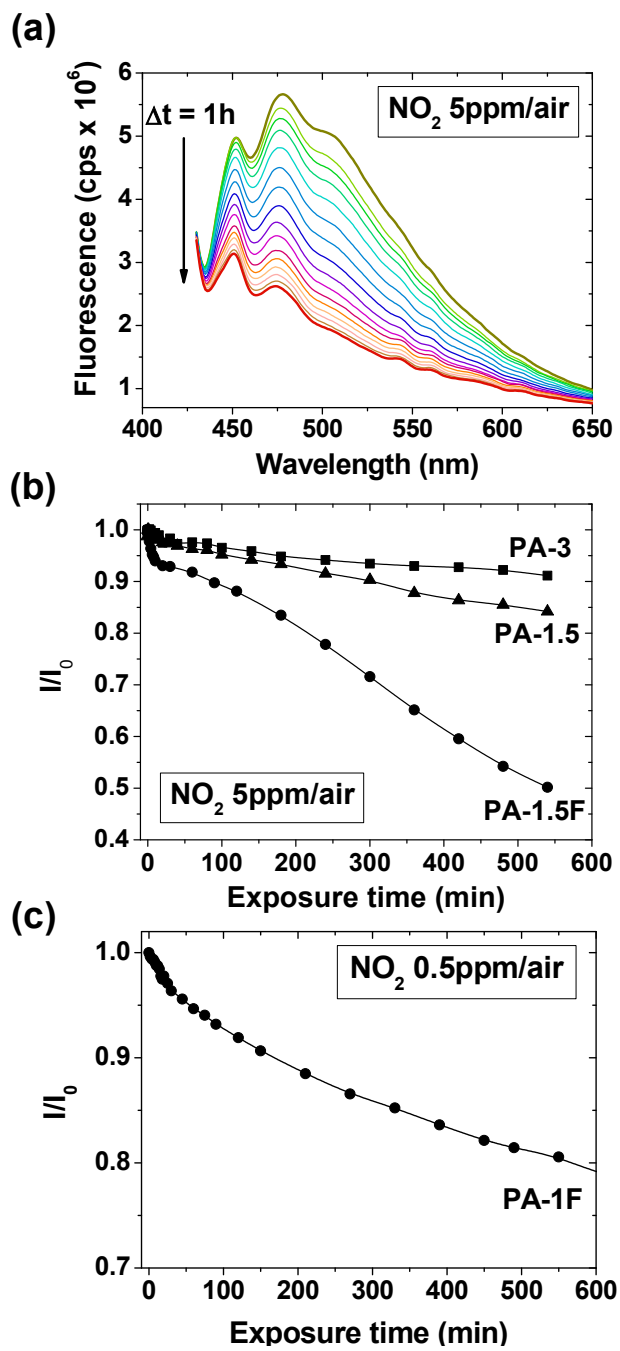 (a)
6
5
4
3
2
1
Fluorescence (cps x 10⁶)
NO₂ 5ppm/air
Δt = 1h
400 450 500 550 600 650
Wavelength (nm)
(b)
1.0
0.9
0.8
0.7
0.6
0.5
0.4
I/I₀
PA-3
PA-1.5
PA-1.5F
NO₂ 5ppm/air
0 100 200 300 400 500 600
Exposure time (min)
(c)
1.0
0.9
0.8
0.7
I/I₀
NO₂ 0.5ppm/air
PA-1F
0 100 200 300 400 500 600
Exposure time (min)